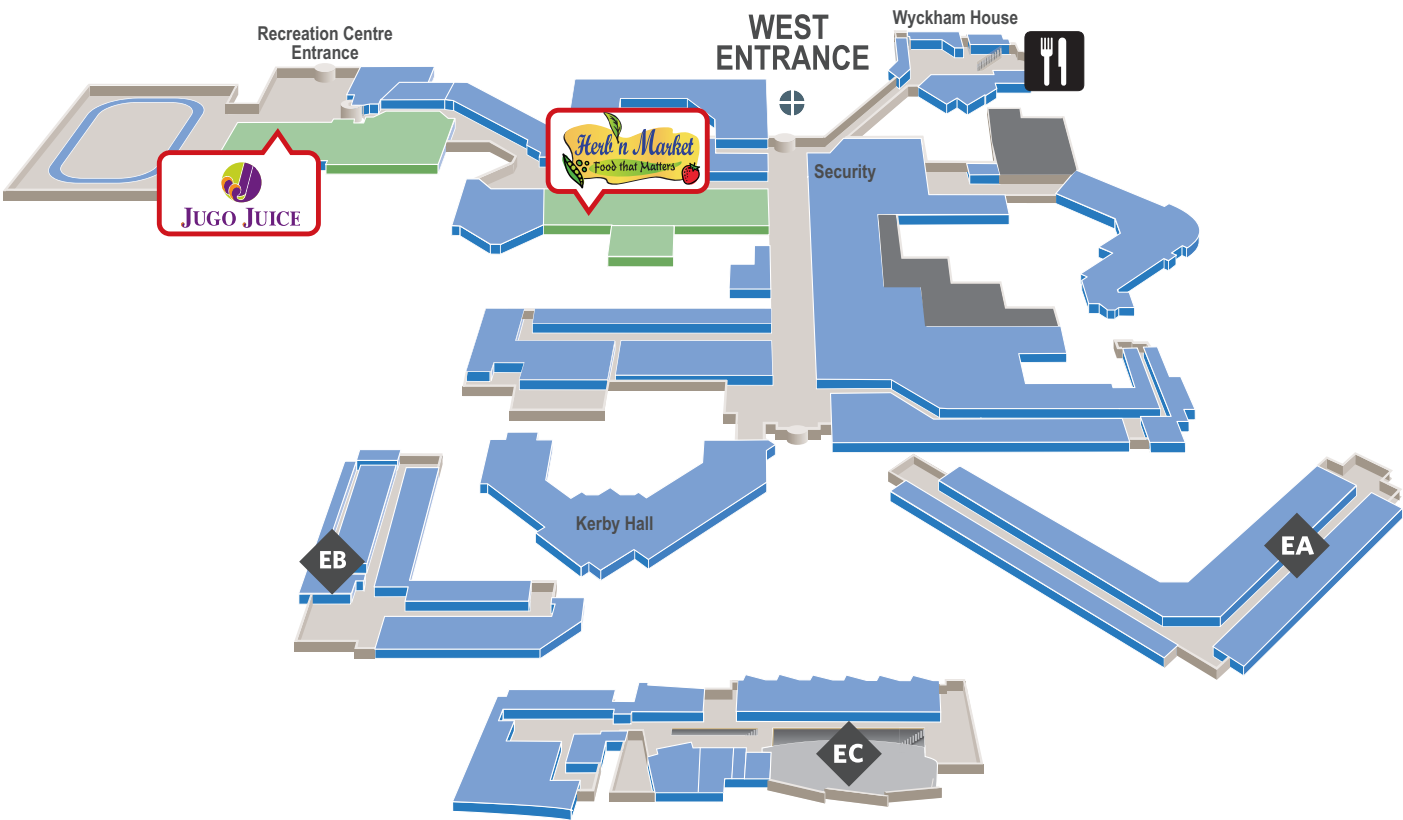 Recreation Centre
Entrance
WEST
ENTRANCE
Wyckham House
Herb 'n Market
Food that Matters
JUGO JUICE
Security
Kerby Hall
EB
EA
EC